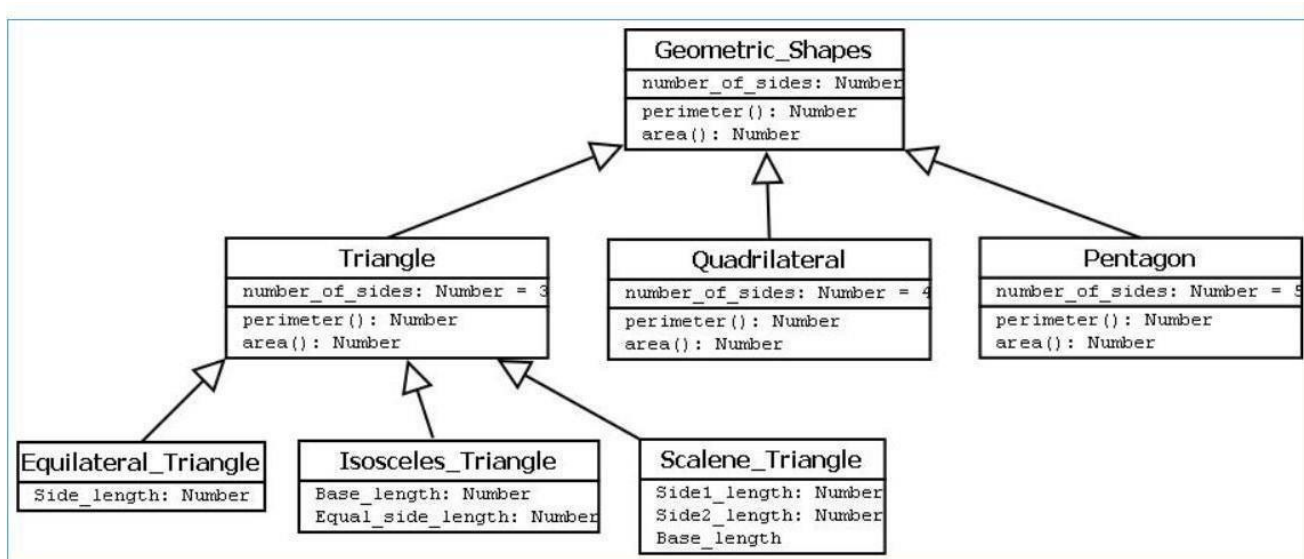 Geometric_Shapes
number_of_sides: Number
perimeter(): Number
area(): Number
Triangle
number_of_sides: Number = 3
perimeter(): Number
area(): Number
Quadrilateral
number_of_sides: Number = 4
perimeter(): Number
area(): Number
Pentagon
number_of_sides: Number = 5
perimeter(): Number
area(): Number
Equilateral_Triangle
Side_length: Number
Isosceles_Triangle
Base_length: Number
Equal_side_length: Number
Scalene_Triangle
Side1_length: Number
Side2_length: Number
Base_length